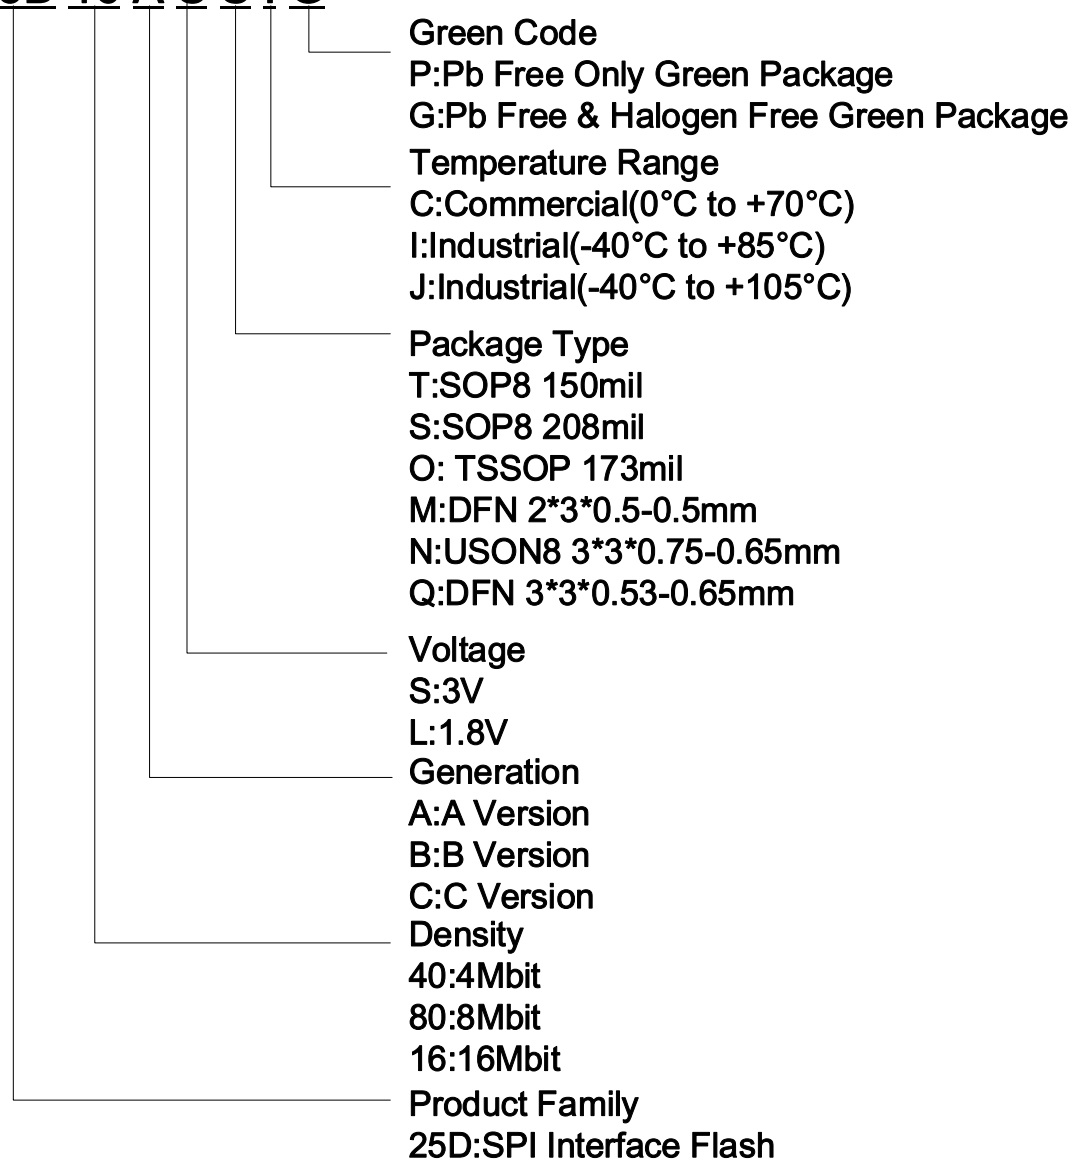 Green Code
P:Pb Free Only Green Package
G:Pb Free & Halogen Free Green Package
Temperature Range
C:Commercial(0°C to +70°C)
I:Industrial(-40°C to +85°C)
J:Industrial(-40°C to +105°C)
Package Type
T:SOP8 150mil
S:SOP8 208mil
O: TSSOP 173mil
M:DFN 2*3*0.5-0.5mm
N:USON8 3*3*0.75-0.65mm
Q:DFN 3*3*0.53-0.65mm
Voltage
S:3V
L:1.8V
Generation
A:A Version
B:B Version
C:C Version
Density
40:4Mbit
80:8Mbit
16:16Mbit
Product Family
25D:SPI Interface Flash